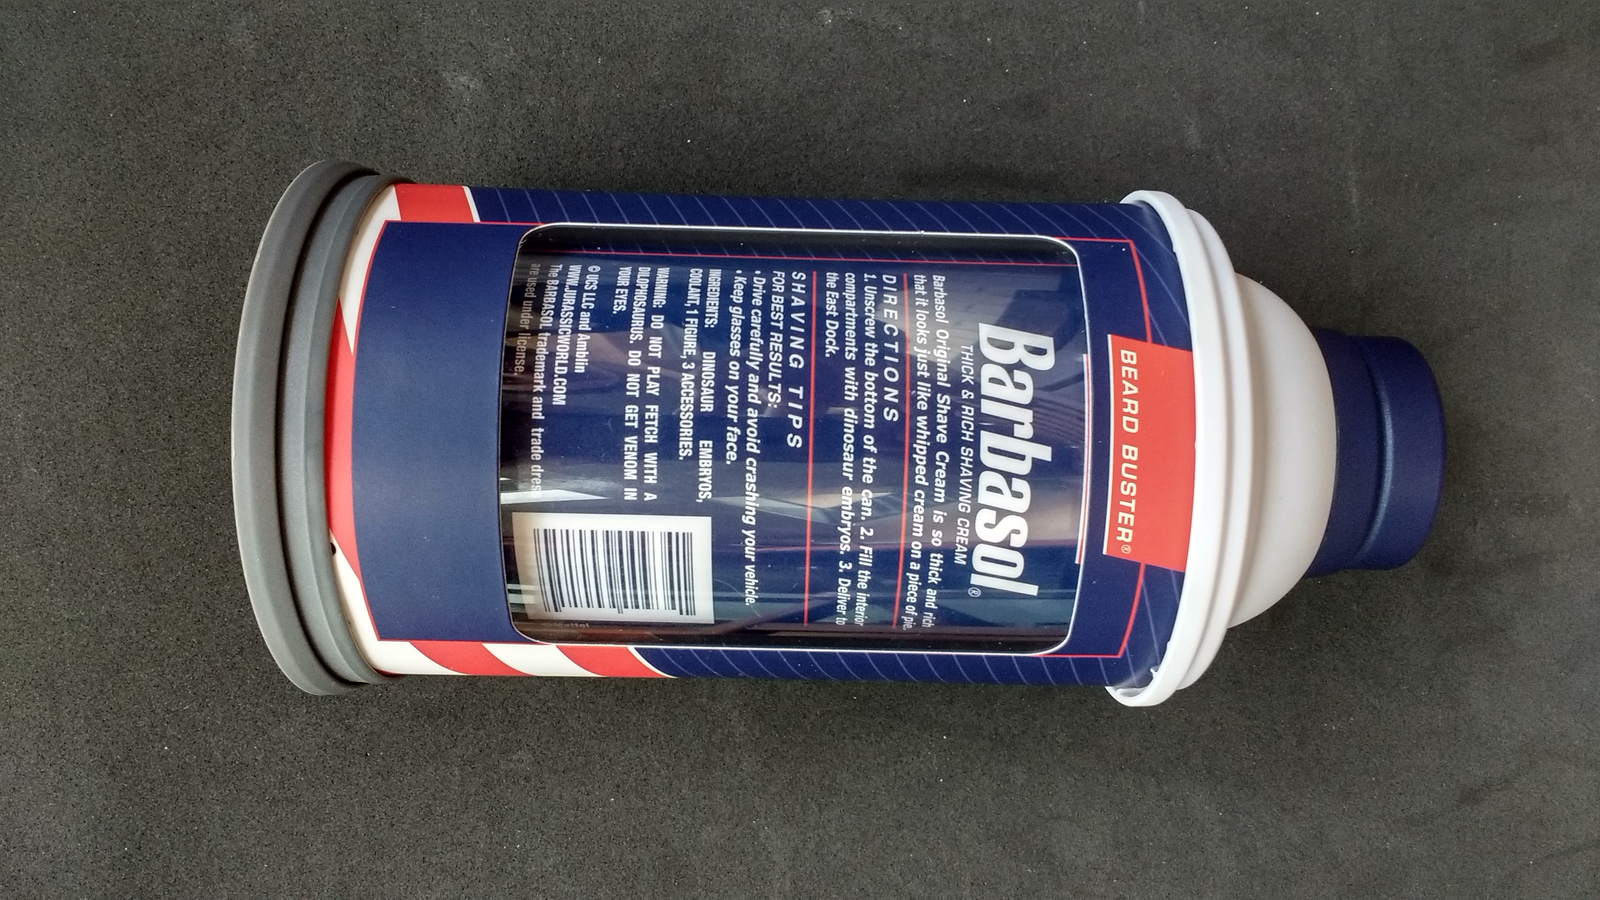 BEARD BUSTER®
Barbasol®
THICK & RICH SHAVING CREAM
Barbasol Original Shave Cream is so thick and rich
that it looks just like whipped cream on a piece of pie.
DIRECTIONS
1. Unscrew the bottom of the can. 2. Fill the interior
compartments with dinosaur embryos. 3. Deliver to
the East Dock.
SHAVING TIPS
FOR BEST RESULTS:
• Drive carefully and avoid crashing your vehicle.
• Keep glasses on your face.
INGREDIENTS: DINOSAUR EMBRYOS,
COOLANT, 1 FIGURE, 3 ACCESSORIES.
WARNING: DO NOT PLAY FETCH WITH A
DILOPHOSAURUS. DO NOT GET VENOM IN
YOUR EYES.
© UCS LLC and Amblin
WWW.JURASSICWORLD.COM
The BARBASOL trademark and trade dress
are used under license.